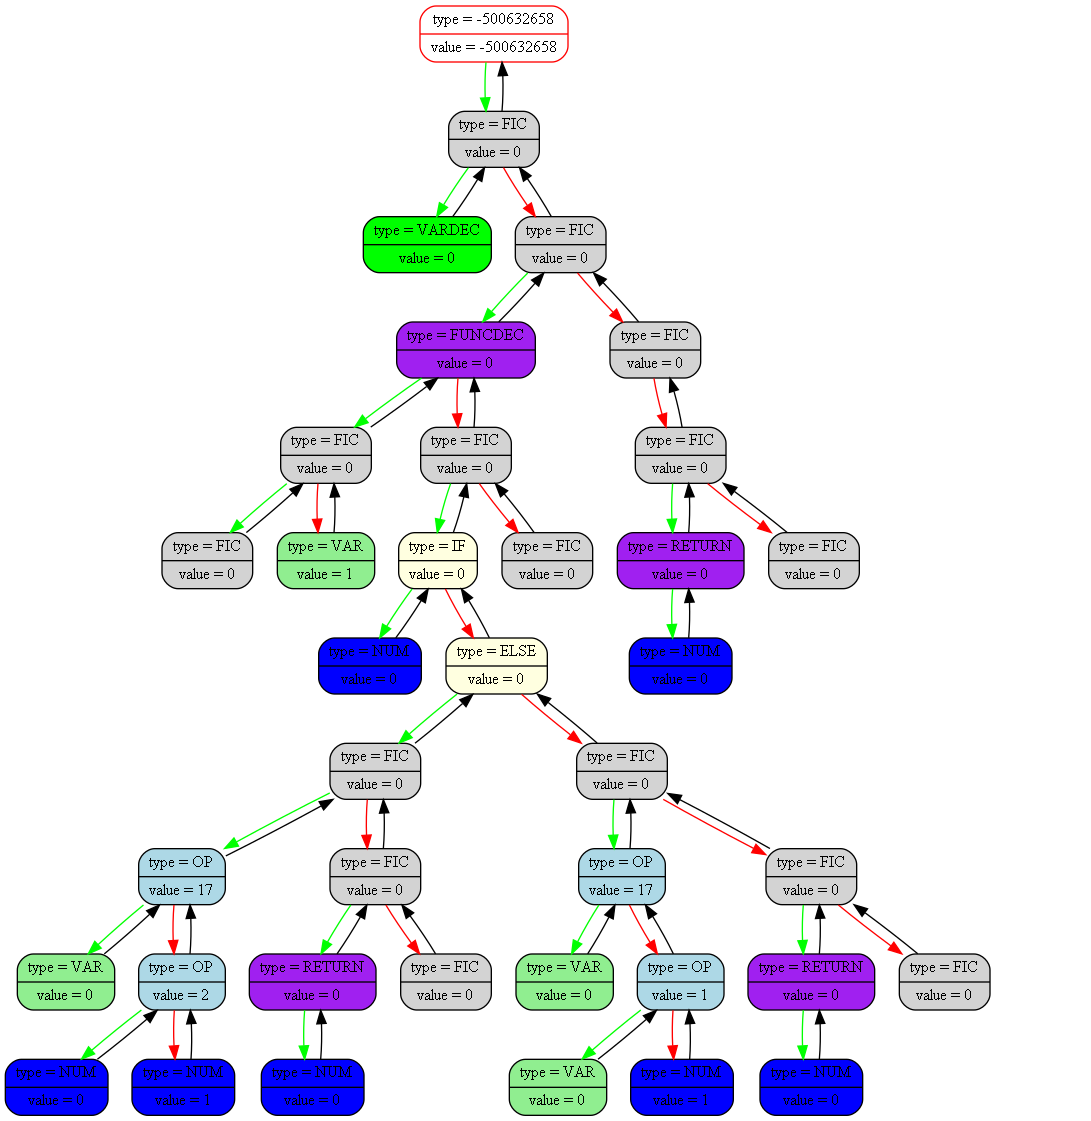 type = -500632658
value = -500632658
type = FIC
value = 0
type = VARDEC
value = 0
type = FIC
value = 0
type = FUNCDEC
value = 0
type = FIC
value = 0
type = FIC
value = 0
type = FIC
value = 0
type = FIC
value = 0
type = FIC
value = 0
type = VAR
value = 1
type = IF
value = 0
type = FIC
value = 0
type = RETURN
value = 0
type = FIC
value = 0
type = NUM
value = 0
type = ELSE
value = 0
type = NUM
value = 0
type = FIC
value = 0
type = FIC
value = 0
type = OP
value = 17
type = FIC
value = 0
type = OP
value = 17
type = FIC
value = 0
type = VAR
value = 0
type = OP
value = 2
type = RETURN
value = 0
type = FIC
value = 0
type = VAR
value = 0
type = OP
value = 1
type = RETURN
value = 0
type = FIC
value = 0
type = NUM
value = 0
type = NUM
value = 1
type = NUM
value = 0
type = VAR
value = 0
type = NUM
value = 1
type = NUM
value = 0